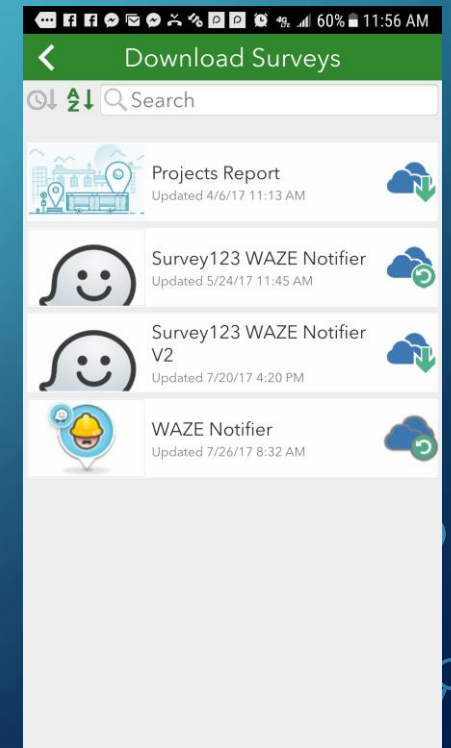 60% 11:56 AM
Download Surveys
A
Z
Search
Projects Report
Updated 4/6/17 11:13 AM
Survey123 WAZE Notifier
Updated 5/24/17 11:45 AM
Survey123 WAZE Notifier
V2
Updated 7/20/17 4:20 PM
WAZE Notifier
Updated 7/26/17 8:32 AM